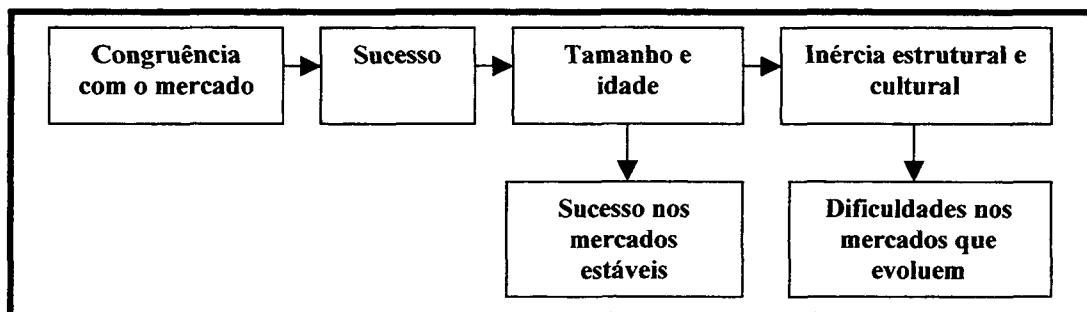 Congruência
com o mercado
Sucesso
Tamanho e
idade
Inércia estrutural e
cultural
Sucesso nos
mercados
estáveis
Dificuldades nos
mercados que
evoluem